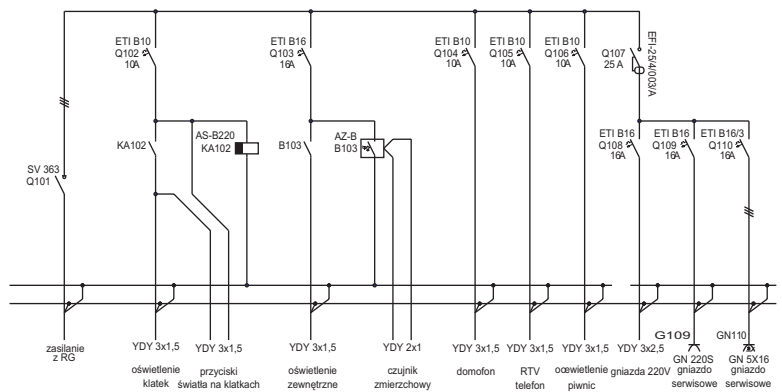 ETI B10
Q102
10A
ETI B16
Q103
16A
ETI B10
Q104
10A
ETI B10
Q105
10A
ETI B10
Q106
10A
Q107
25 A
EFI-25/4/003/A
KA102
AS-B220
KA102
B103
AZ-B
B103
ETI B16
Q108
16A
ETI B16
Q109
16A
ETI B16/3
Q110
16A
SV 363
Q101
zasilanie
z RG
YDY 3x1,5
oświetlenie
klatek
YDY 3x1,5
przyciski
światła na klatkach
YDY 3x1,5
oświetlenie
zewnętrzne
YDY 2x1
czujnik
zmierzchowy
YDY 3x1,5
domofon
YDY 3x1,5
RTV
telefon
YDY 3x1,5
oœwietlenie
piwnic
YDY 3x2,5
gniazda 220V
G109
GN 220S
gniazdo
serwisowe
GN110
GN 5X16
gniazdo
serwisowe